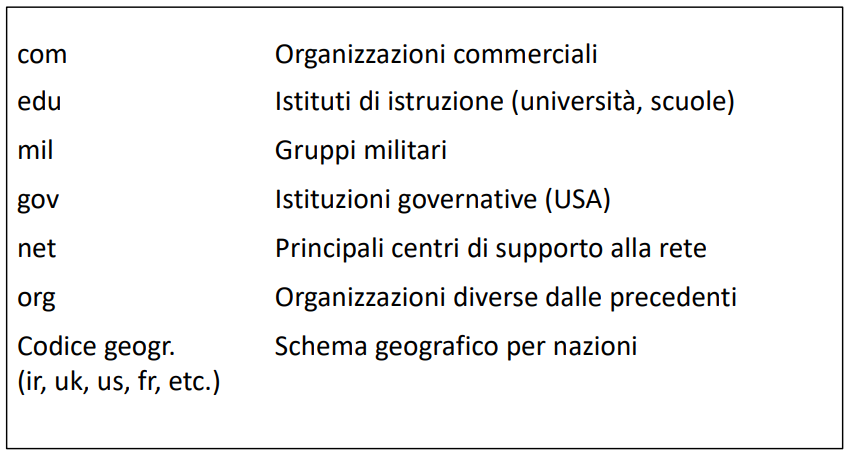 com Organizzazioni commerciali
edu Istituti di istruzione (università, scuole)
mil Gruppi militari
gov Istituzioni governative (USA)
net Principali centri di supporto alla rete
org Organizzazioni diverse dalle precedenti
Codice geogr. Schema geografico per nazioni
(ir, uk, us, fr, etc.)